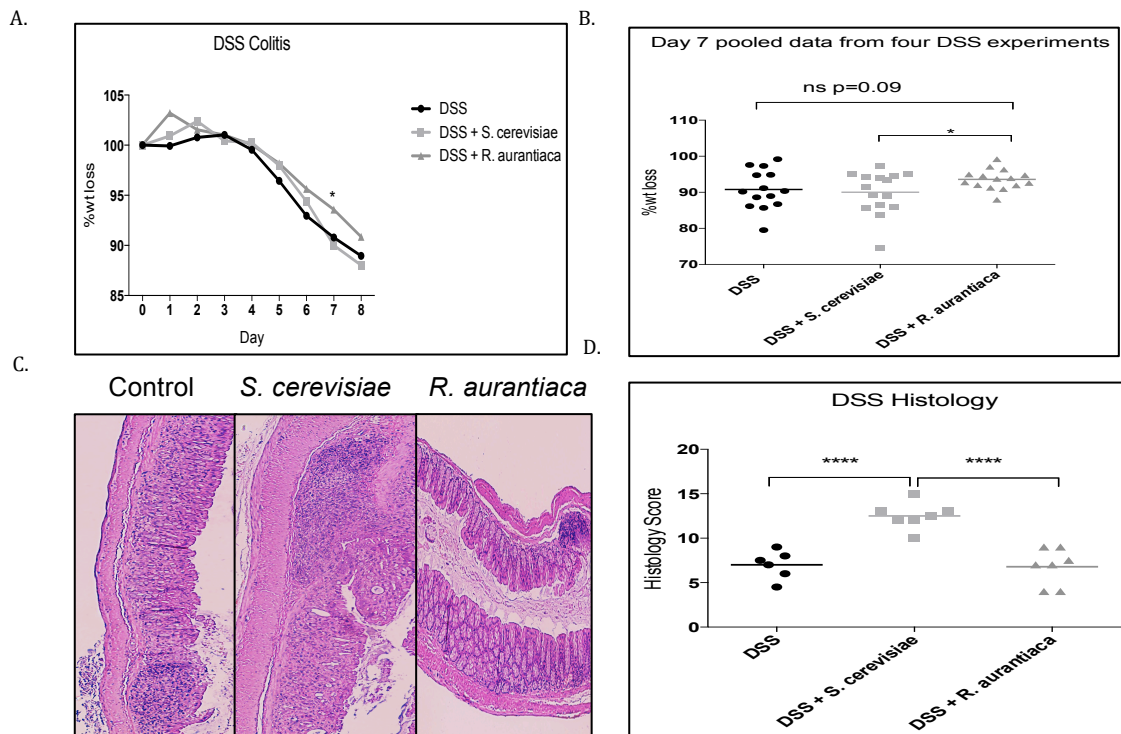 A.
DSS Colitis
105
100
95
90
85
%wt loss
*
0 1 2 3 4 5 6 7 8
Day
DSS
DSS + S. cerevisiae
DSS + R. aurantiaca
B.
Day 7 pooled data from four DSS experiments
ns p=0.09
*
110
100
90
80
70
%wt loss
DSS
DSS + S. cerevisiae
DSS + R. aurantiaca
C.
Control
S. cerevisiae
R. aurantiaca
D.
DSS Histology
**** ****
20
15
10
5
0
Histology Score
DSS
DSS + S. cerevisiae
DSS + R. aurantiaca